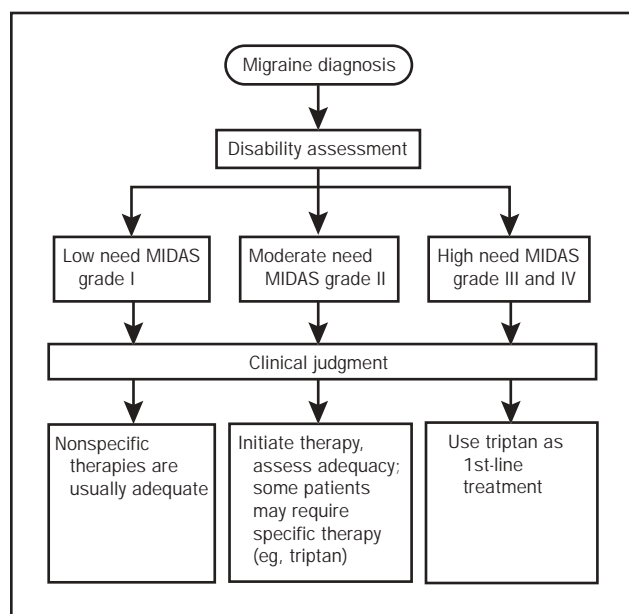 Migraine diagnosis
Disability assessment
Low need MIDAS
grade I
Moderate need
MIDAS grade II
High need MIDAS
grade III and IV
Clinical judgment
Nonspecific
therapies are
usually adequate
Initiate therapy,
assess adequacy;
some patients
may require
specific therapy
(eg, triptan)
Use triptan as
1st-line
treatment